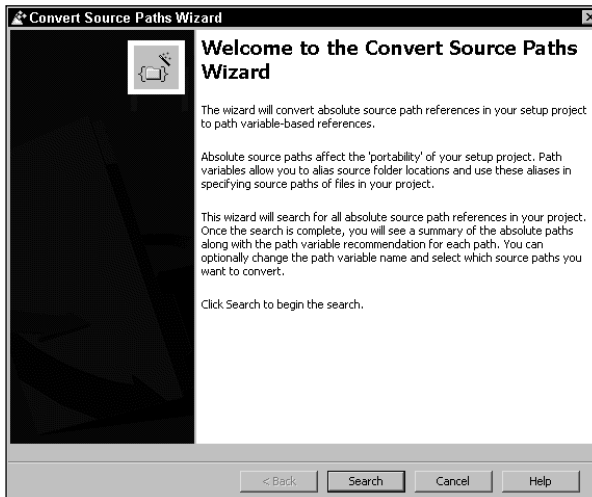 Convert Source Paths Wizard
Welcome to the Convert Source Paths
Wizard
The wizard will convert absolute source path references in your setup project
to path variable-based references.
Absolute source paths affect the 'portability' of your setup project. Path
variables allow you to alias source folder locations and use these aliases in
specifying source paths of files in your project.
This wizard will search for all absolute source path references in your project.
Once the search is complete, you will see a summary of the absolute paths
along with the path variable recommendation for each path. You can
optionally change the path variable name and select which source paths you
want to convert.
Click Search to begin the search.
< Back Search Cancel Help